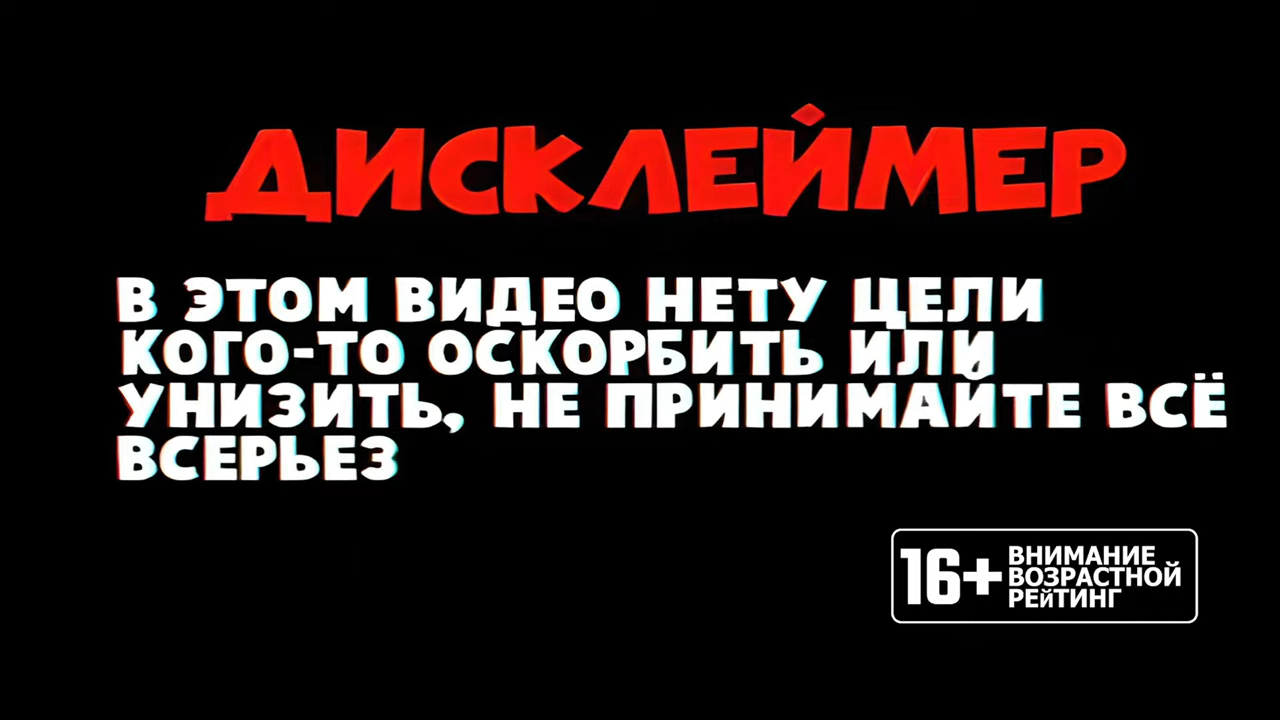 ДИСКЛЕЙМЕР
В ЭТОМ ВИДЕО НЕТУ ЦЕЛИ
КОГО-ТО ОСКОРБИТЬ ИЛИ
УНИЗИТЬ, НЕ ПРИНИМАЙТЕ ВСЁ
ВСЕРЬЕЗ
16+ ВНИМАНИЕ
ВОЗРАСТНОЙ
РЕйТИНГ